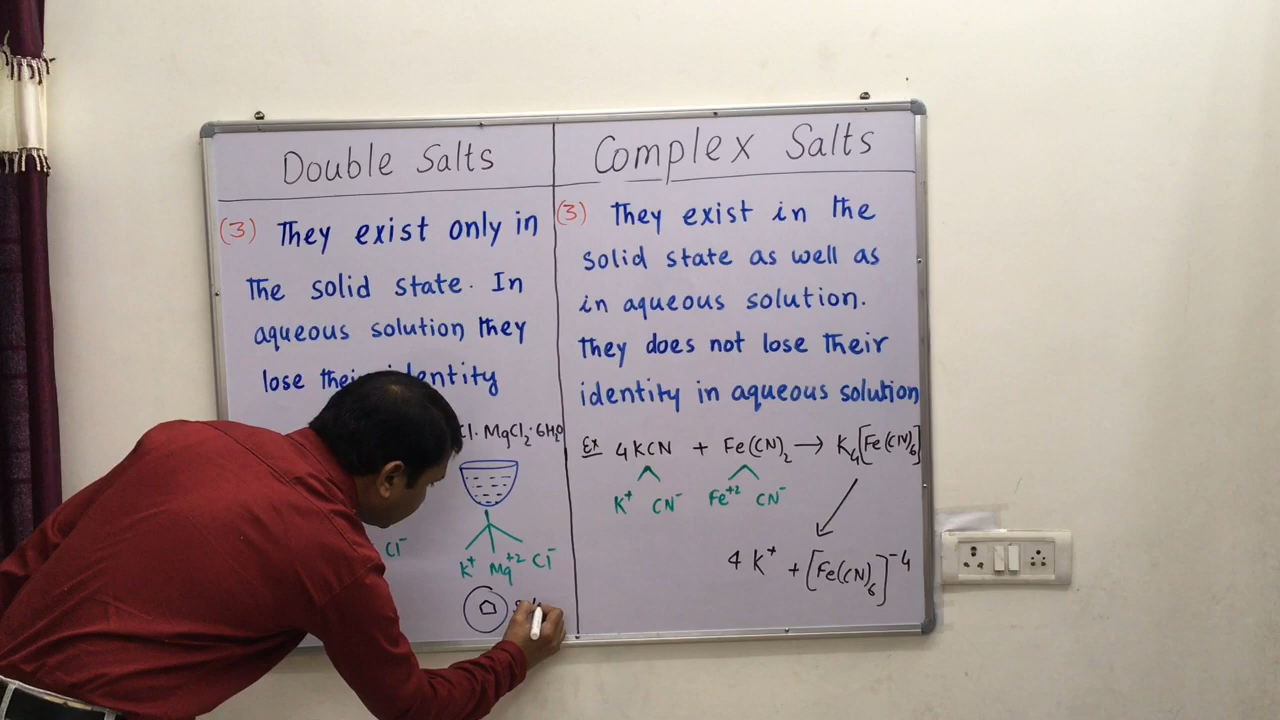 Double Salts
(3) They exist only in
the solid state. In
aqueous solution they
lose their identity
Cl. MgCl2.6H2O
Cl-
K+ Mg+2 Cl-
Complex Salts
(3) They exist in the
solid state as well as
in aqueous solution.
They does not lose their
identity in aqueous solution
Ex 4KCN + Fe(CN)2 → K4[Fe(CN)6]
K+ CN- Fe+2 CN-
4 K+ + [Fe(CN)6]-4